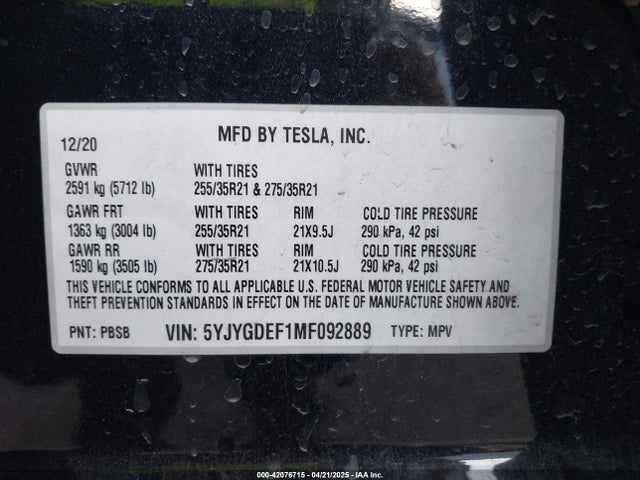 12/20 MFD BY TESLA, INC.
GVWR WITH TIRES
2591 kg (5712 lb) 255/35R21 & 275/35R21
GAWR FRT WITH TIRES RIM COLD TIRE PRESSURE
1363 kg (3004 lb) 255/35R21 21X9.5J 290 kPa, 42 psi
GAWR RR WITH TIRES RIM COLD TIRE PRESSURE
1590 kg (3505 lb) 275/35R21 21X10.5J 290 kPa, 42 psi
THIS VEHICLE CONFORMS TO ALL APPLICABLE U.S. FEDERAL MOTOR VEHICLE SAFETY AND
THEFT PREVENTION STANDARDS IN EFFECT ON THE DATE OF MANUFACTURE SHOWN ABOVE.
PNT: PBSB VIN: 5YJYGDEF1MF092889 TYPE: MPV
000-42076715 - 04/21/2025 - IAA Inc.